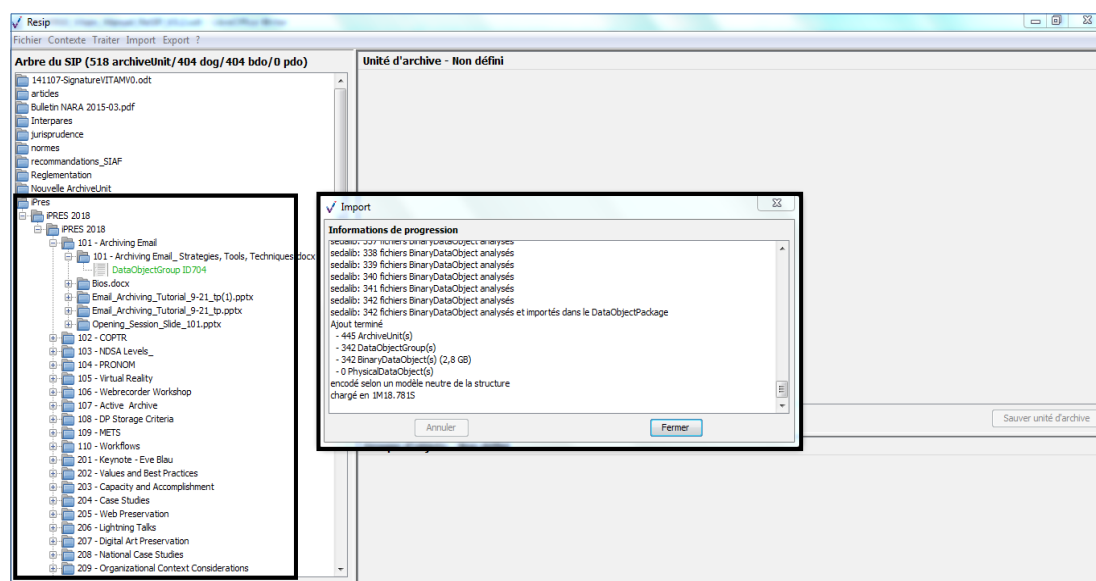 Resip
Fichier Contexte Traiter Import Export ?
Arbre du SIP (518 archiveUnit/404 dog/404 bdo/0 pdo)
141107-SignatureVITAMV0.odt
articles
Bulletin NARA 2015-03.pdf
Interpares
jurisprudence
normes
recommandations_SIAF
Reglementation
Nouvelle ArchiveUnit
iPres
iPRES 2018
iPRES 2018
101 - Archiving Email
101 - Archiving Email_ Strategies, Tools, Techniques.docx
DataObjectGroup ID704
Bios.docx
Email_Archiving_Tutorial_9-21_tp(1).pptx
Email_Archiving_Tutorial_9-21_tp.pptx
Opening_Session_Slide_101.pptx
102 - COPTR
103 - NDSA Levels_
104 - PRONOM
105 - Virtual Reality
106 - Webrecorder Workshop
107 - Active Archive
108 - DP Storage Criteria
109 - METS
110 - Workflows
201 - Keynote - Eve Blau
202 - Values and Best Practices
203 - Capacity and Accomplishment
204 - Case Studies
205 - Web Preservation
206 - Lightning Talks
207 - Digital Art Preservation
208 - National Case Studies
209 - Organizational Context Considerations
Unité d'archive - Non défini
Import
Informations de progression
sedalib: 337 fichiers BinaryDataObject analysés
sedalib: 338 fichiers BinaryDataObject analysés
sedalib: 339 fichiers BinaryDataObject analysés
sedalib: 340 fichiers BinaryDataObject analysés
sedalib: 341 fichiers BinaryDataObject analysés
sedalib: 342 fichiers BinaryDataObject analysés
sedalib: 342 fichiers BinaryDataObject analysés et importés dans le DataObjectPackage
Ajout terminé
- 445 ArchiveUnit(s)
- 342 DataObjectGroup(s)
- 342 BinaryDataObject(s) (2,8 GB)
- 0 PhysicalDataObject(s)
encodé selon un modèle neutre de la structure
chargé en 1M18.781S
Annuler
Fermer
Sauver unité d'archive